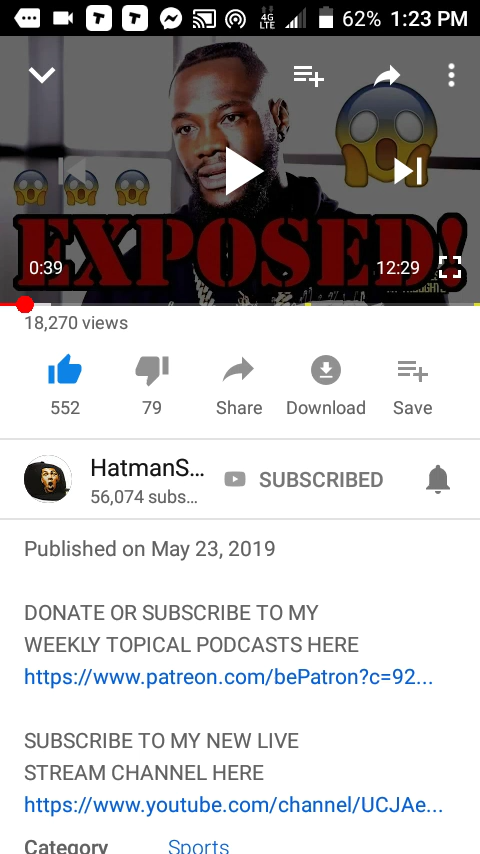 4G
LTE
62% 1:23 PM
EXPOSED!
0:39
12:29
18,270 views
552
79
Share
Download
Save
HatmanS...
56,074 subs...
SUBSCRIBED
Published on May 23, 2019
DONATE OR SUBSCRIBE TO MY
WEEKLY TOPICAL PODCASTS HERE
https://www.patreon.com/bePatron?c=92...
SUBSCRIBE TO MY NEW LIVE
STREAM CHANNEL HERE
https://www.youtube.com/channel/UCJAe...
Category Sports